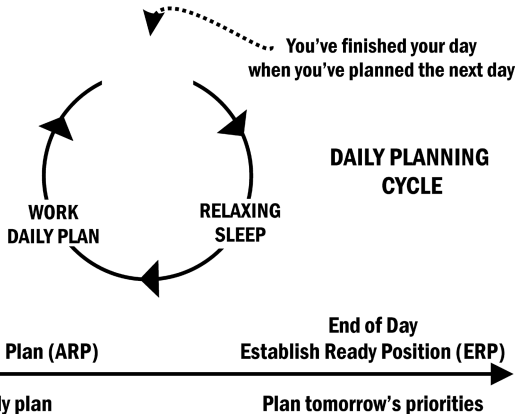 You've finished your day
when you've planned the next day
DAILY PLANNING
CYCLE
WORK
DAILY PLAN
RELAXING
SLEEP
End of Day
Plan (ARP)
Establish Ready Position (ERP)
plan
Plan tomorrow's priorities